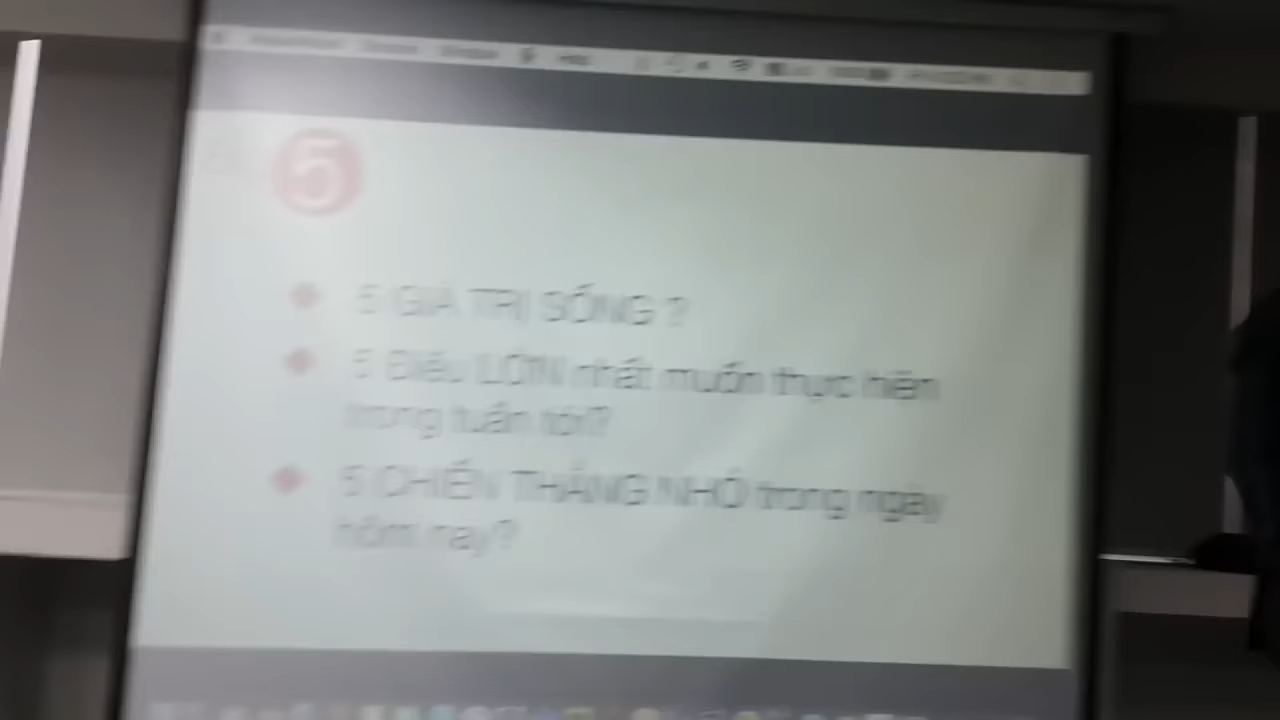 5
5 GIÁ TRỊ SỐNG ?
5 Điều LỚN nhất muốn thực hiện
trong tuần tới?
5 CHIẾN THẮNG NHỎ trong ngày
hôm nay?